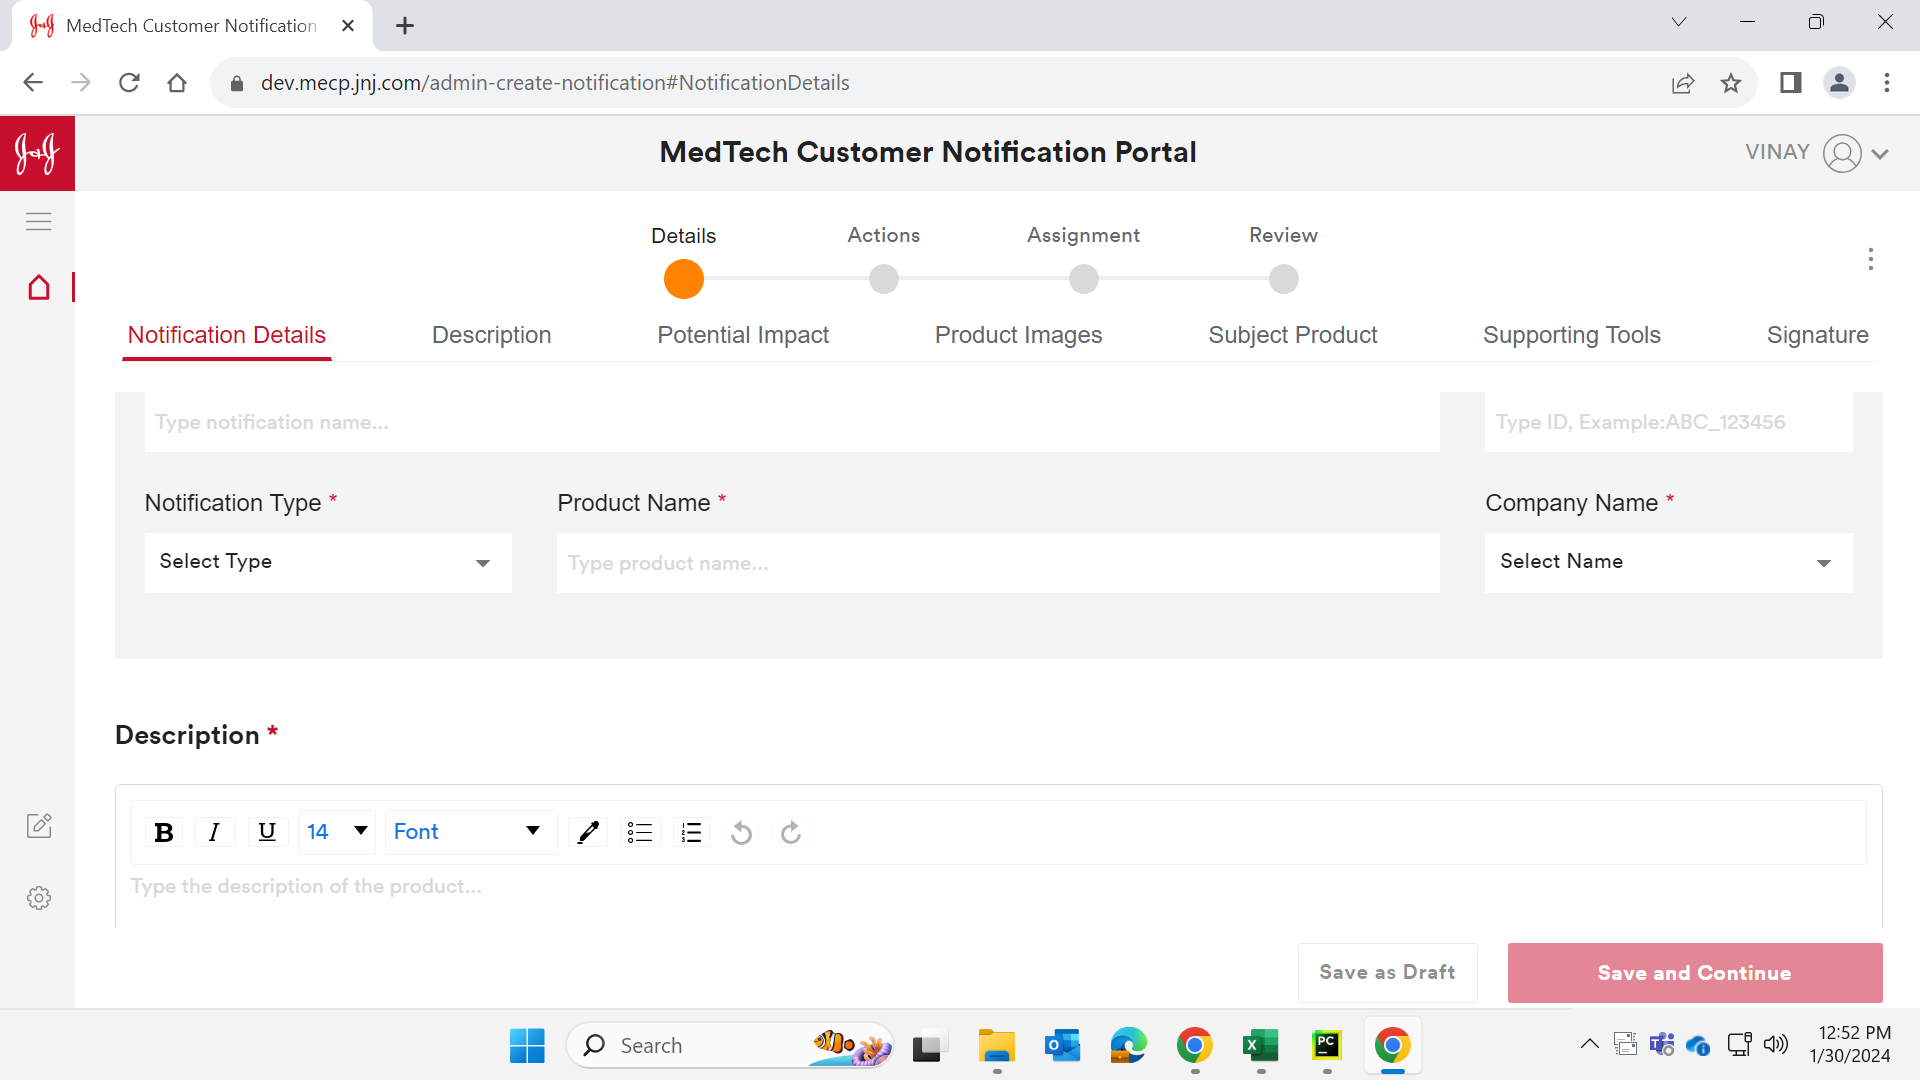 MedTech Customer Notification
dev.mecp.jnj.com/admin-create-notification#NotificationDetails
J&J
MedTech Customer Notification Portal
VINAY
Details
Actions
Assignment
Review
Notification Details
Description
Potential Impact
Product Images
Subject Product
Supporting Tools
Signature
Type notification name...
Type ID, Example:ABC_123456
Notification Type *
Product Name *
Company Name *
Select Type
Type product name...
Select Name
Description *
B I U 14 Font
Type the description of the product...
Save as Draft
Save and Continue
Search
12:52 PM
1/30/2024